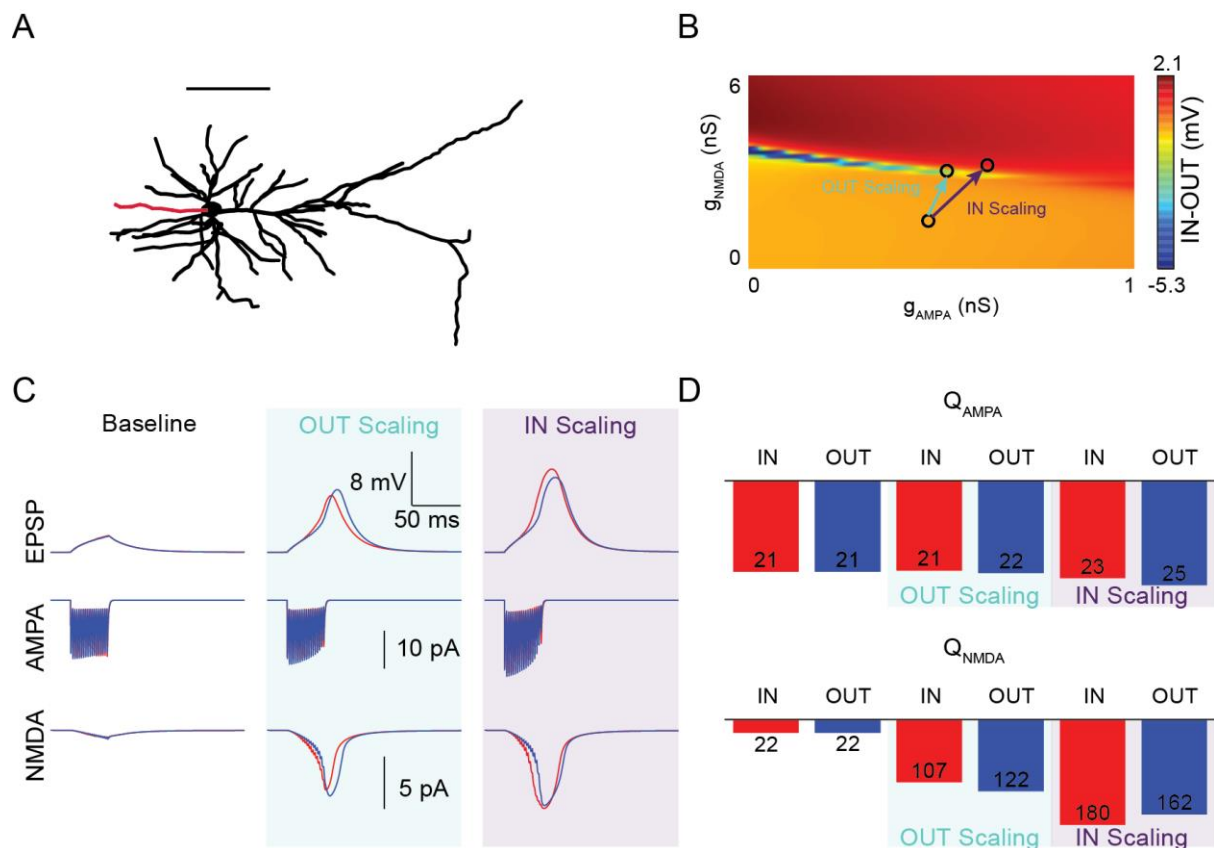 A
B
6
2.1
g_NMDA (nS)
OUT Scaling
IN Scaling
IN-OUT (mV)
0
0
1
-5.3
g_AMPA (nS)
C
Baseline
OUT Scaling
IN Scaling
EPSP
8 mV
50 ms
AMPA
10 pA
NMDA
5 pA
D
Q_AMPA
IN OUT IN OUT IN OUT
21 21 21 22 23 25
OUT Scaling IN Scaling
Q_NMDA
IN OUT IN OUT IN OUT
22 22 107 122 180 162
OUT Scaling IN Scaling